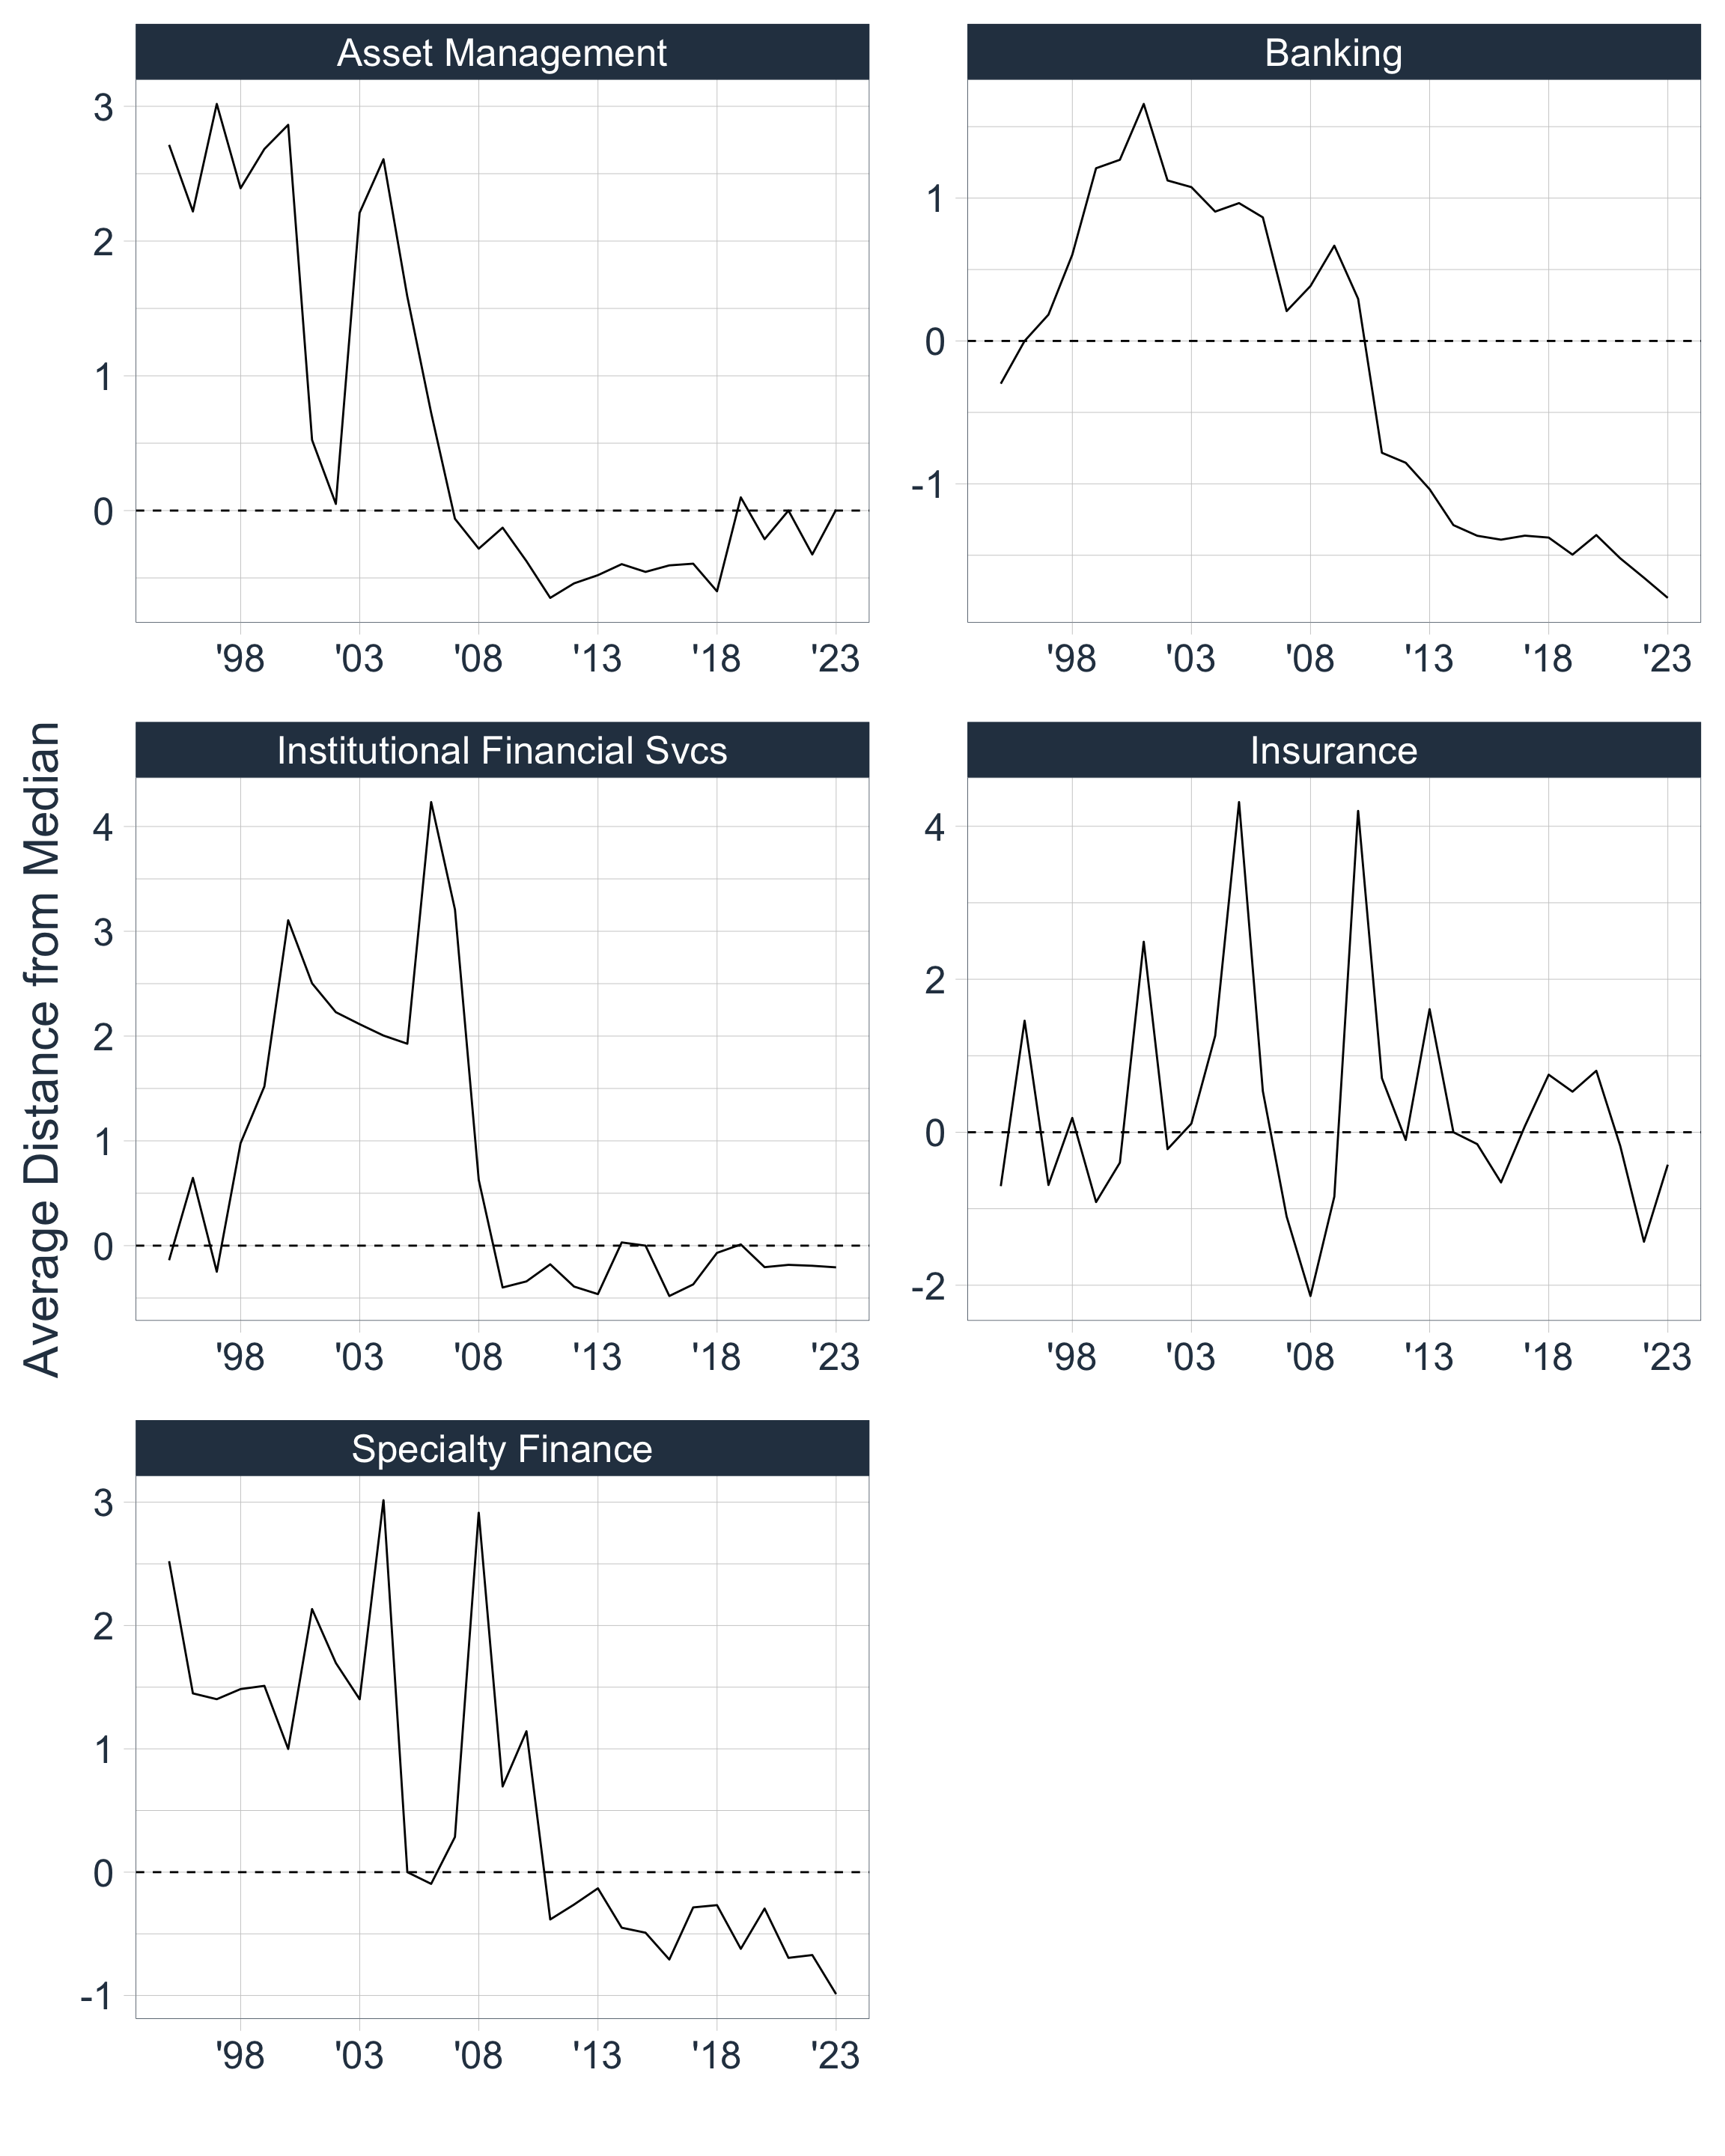 Average Distance from Median
Asset Management
3
2
1
0
'98 '03 '08 '13 '18 '23
Banking
1
0
-1
'98 '03 '08 '13 '18 '23
Institutional Financial Svcs
4
3
2
1
0
'98 '03 '08 '13 '18 '23
Insurance
4
2
0
-2
'98 '03 '08 '13 '18 '23
Specialty Finance
3
2
1
0
-1
'98 '03 '08 '13 '18 '23